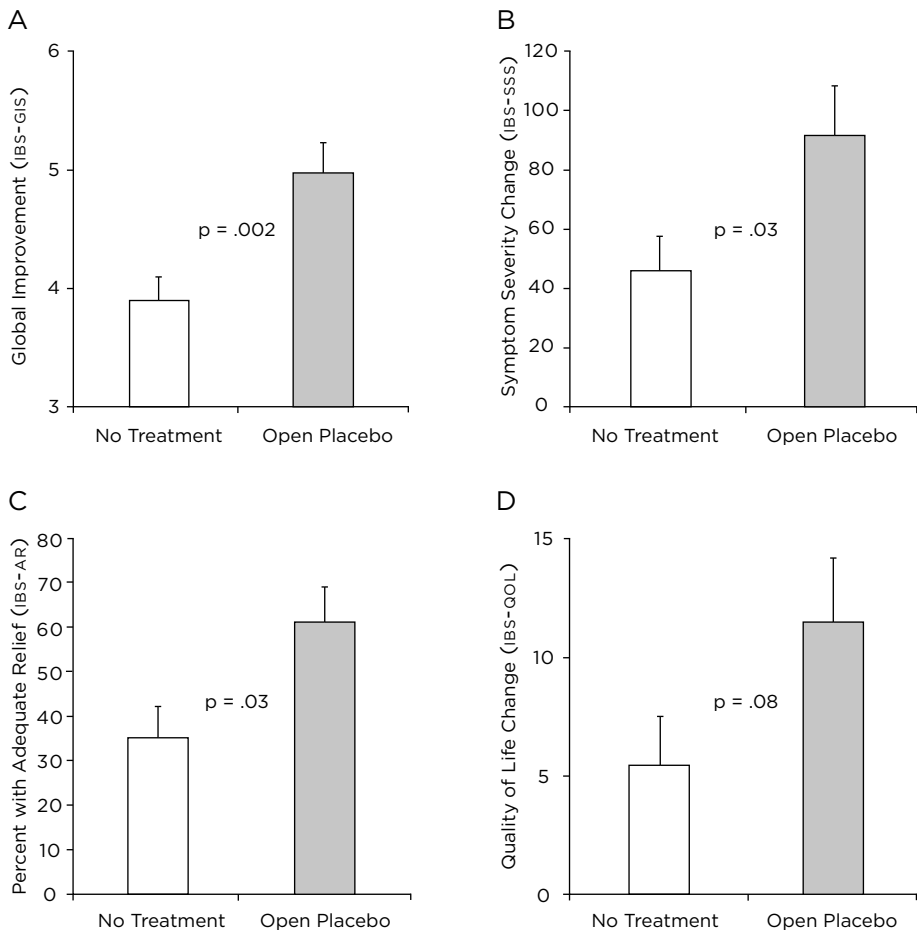 A
Global Improvement (IBS-GIS)
6
5
4
3
p = .002
No Treatment
Open Placebo
B
Symptom Severity Change (IBS-SSS)
120
100
80
60
40
20
0
p = .03
No Treatment
Open Placebo
C
Percent with Adequate Relief (IBS-AR)
80
70
60
50
40
30
20
10
0
p = .03
No Treatment
Open Placebo
D
Quality of Life Change (IBS-QOL)
15
10
5
0
p = .08
No Treatment
Open Placebo